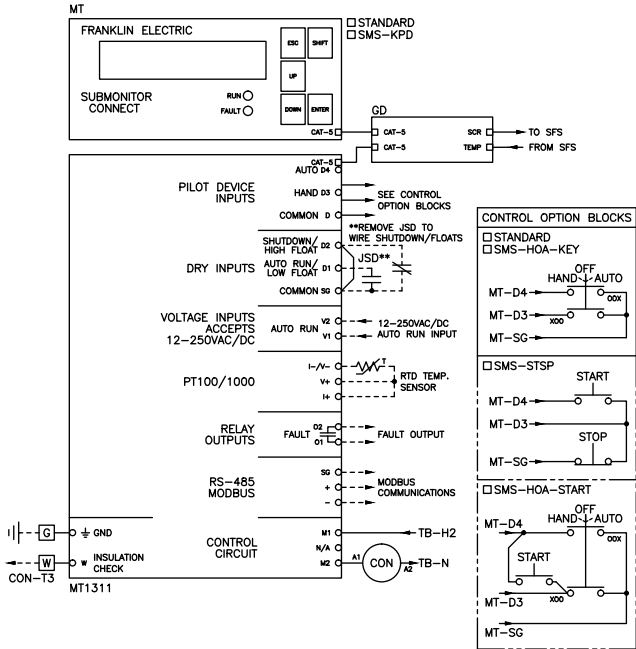 MT
FRANKLIN ELECTRIC
ESC SHIFT
UP
DOWN ENTER
SUBMONITOR
CONNECT
RUN
FAULT
CAT-5
STANDARD
SMS-KPD
GD
CAT-5 SCR TO SFS
CAT-5 TEMP FROM SFS
CAT-5
AUTO D4
PILOT DEVICE
INPUTS
HAND D3
COMMON D
SEE CONTROL
OPTION BLOCKS
**REMOVE JSD TO
WIRE SHUTDOWN/FLOATS
DRY INPUTS
SHUTDOWN/
HIGH FLOAT D2
AUTO RUN/
LOW FLOAT D1
COMMON SG
JSD**
VOLTAGE INPUTS
ACCEPTS
12-250VAC/DC
AUTO RUN
V2
V1
12-250VAC/DC
AUTO RUN INPUT
PT100/1000
I-/V-
V+
I+
T
RTD TEMP.
SENSOR
RELAY
OUTPUTS
FAULT
O2
O1
FAULT OUTPUT
RS-485
MODBUS
SG
+
-
MODBUS
COMMUNICATIONS
CONTROL
CIRCUIT
M1 TB-H2
N/A
M2 A1 CON A2 TB-N
G GND
W W INSULATION
CHECK
CON-T3
MT1311
CONTROL OPTION BLOCKS
STANDARD
SMS-HOA-KEY
OFF
HAND AUTO
MT-D4 OOX
MT-D3 XOO
MT-SG
SMS-STSP
START
MT-D4
MT-D3
STOP
MT-SG
SMS-HOA-START
OFF
HAND AUTO
MT-D4 OOX
START
MT-D3 XOO
MT-SG